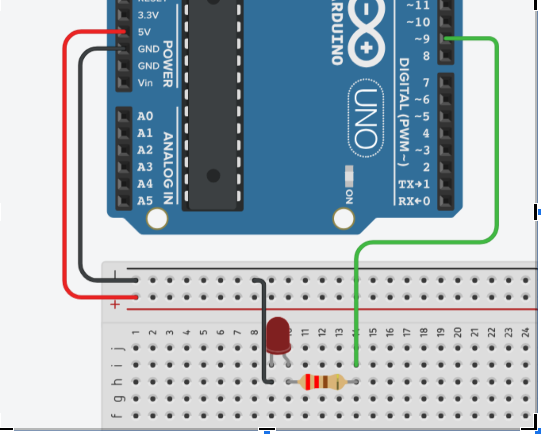 RESET
3.3V
5V
GND
GND
Vin
POWER
A0
A1
A2
A3
A4
A5
ANALOG IN
ARDUINO
UNO
ON
~11
~10
~9
8
7
~6
~5
4
~3
2
TX→1
RX←0
DIGITAL (PWM~)
−
+
1 2 3 4 5 6 7 8 10 11 12 13 14 15 16 17 18 19 20 21 22 23 24
j
i
h
g
f